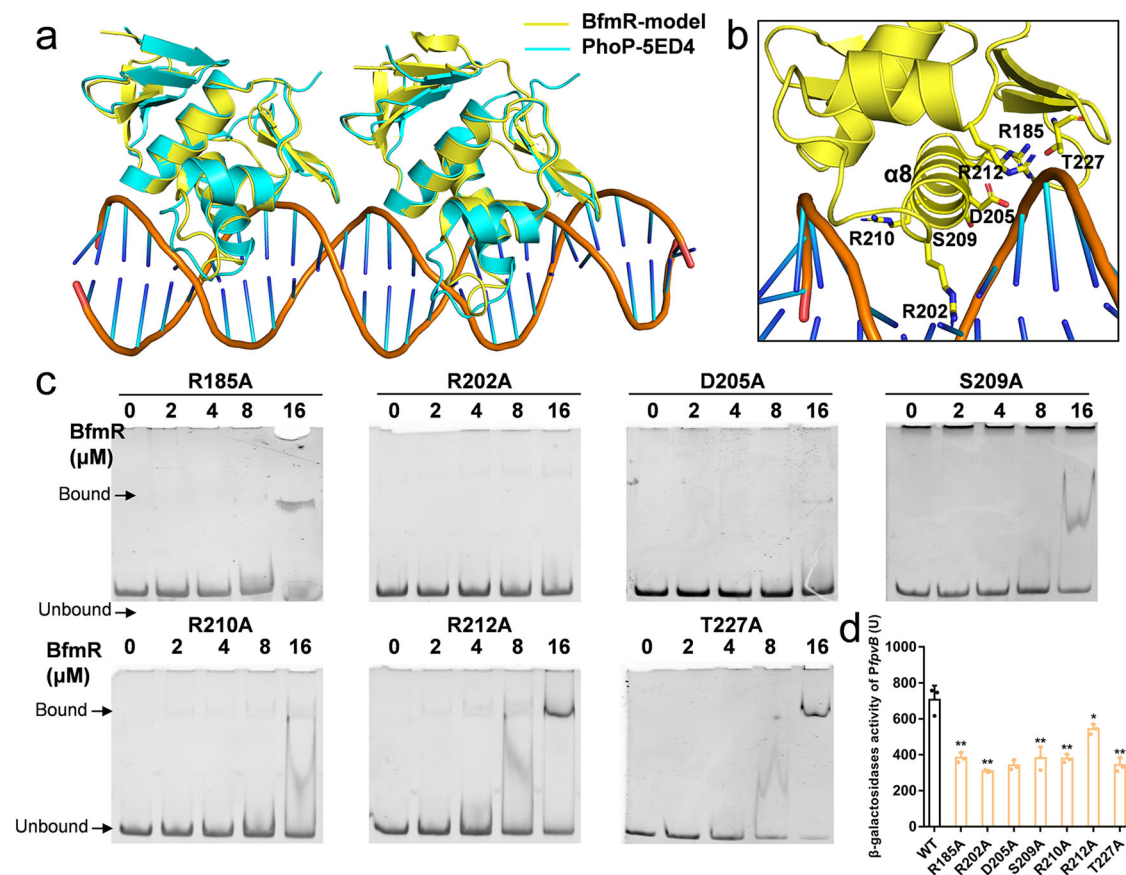 a
BfmR-model
PhoP-5ED4
b
R185
T227
α8
R212
D205
R210
S209
R202
c
R185A
R202A
D205A
S209A
0 2 4 8 16
0 2 4 8 16
0 2 4 8 16
0 2 4 8 16
BfmR
(μM)
Bound
Unbound
R210A
R212A
T227A
0 2 4 8 16
0 2 4 8 16
0 2 4 8 16
BfmR
(μM)
Bound
Unbound
d
β-galactosidases activity of PfpvB (U)
1000
800
600
400
200
0
** ** ** ** * **
WT R185A R202A D205A S209A R210A R212A T227A